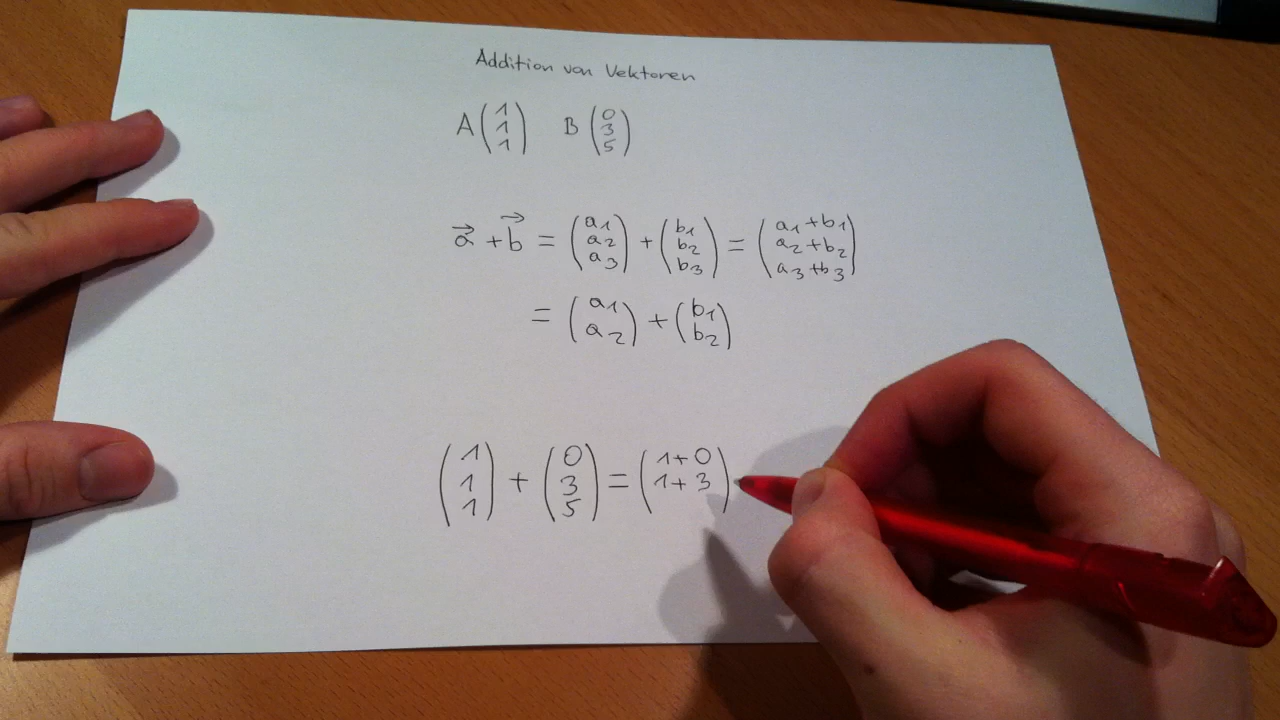 Addition von Vektoren
A (1 1 1) B (0 3 5)
a⃗ + b⃗ = (a1 a2 a3) + (b1 b2 b3) = (a1+b1 a2+b2 a3+b3)
= (a1 a2) + (b1 b2)
(1 1 1) + (0 3 5) = (1+0 1+3)